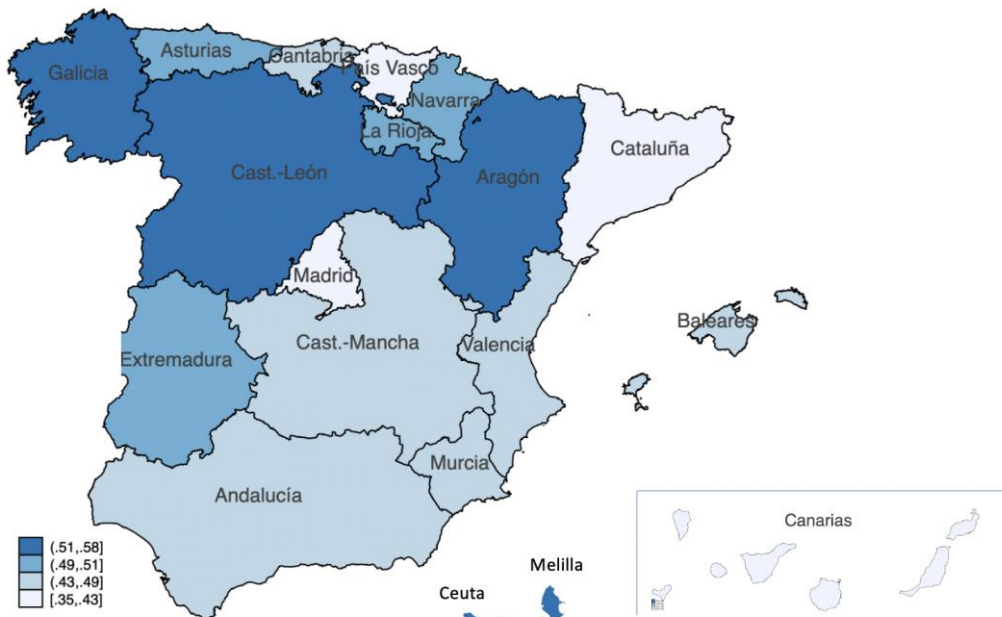 Asturias
Cantabria
País Vasco
Galicia
Navarra
La Rioja
Cataluña
Cast.-León
Aragón
Madrid
Baleares
Cast.-Mancha
Valencia
Extremadura
Murcia
Andalucía
Canarias
(.51,.58]
(.49,.51]
(.43,.49]
[.35,.43]
Melilla
Ceuta